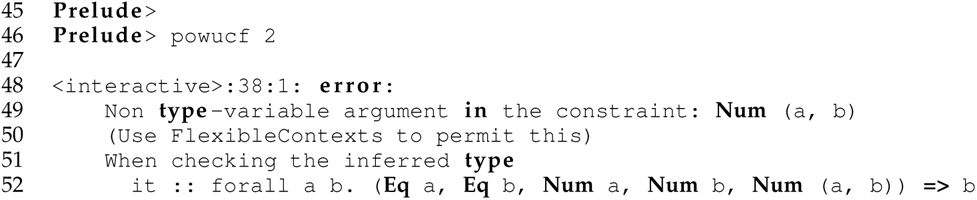 45 Prelude>
46 Prelude> powucf 2
47
48 <interactive>:38:1: error:
49 Non type-variable argument in the constraint: Num (a, b)
50 (Use FlexibleContexts to permit this)
51 When checking the inferred type
52 it :: forall a b. (Eq a, Eq b, Num a, Num b, Num (a, b)) => b